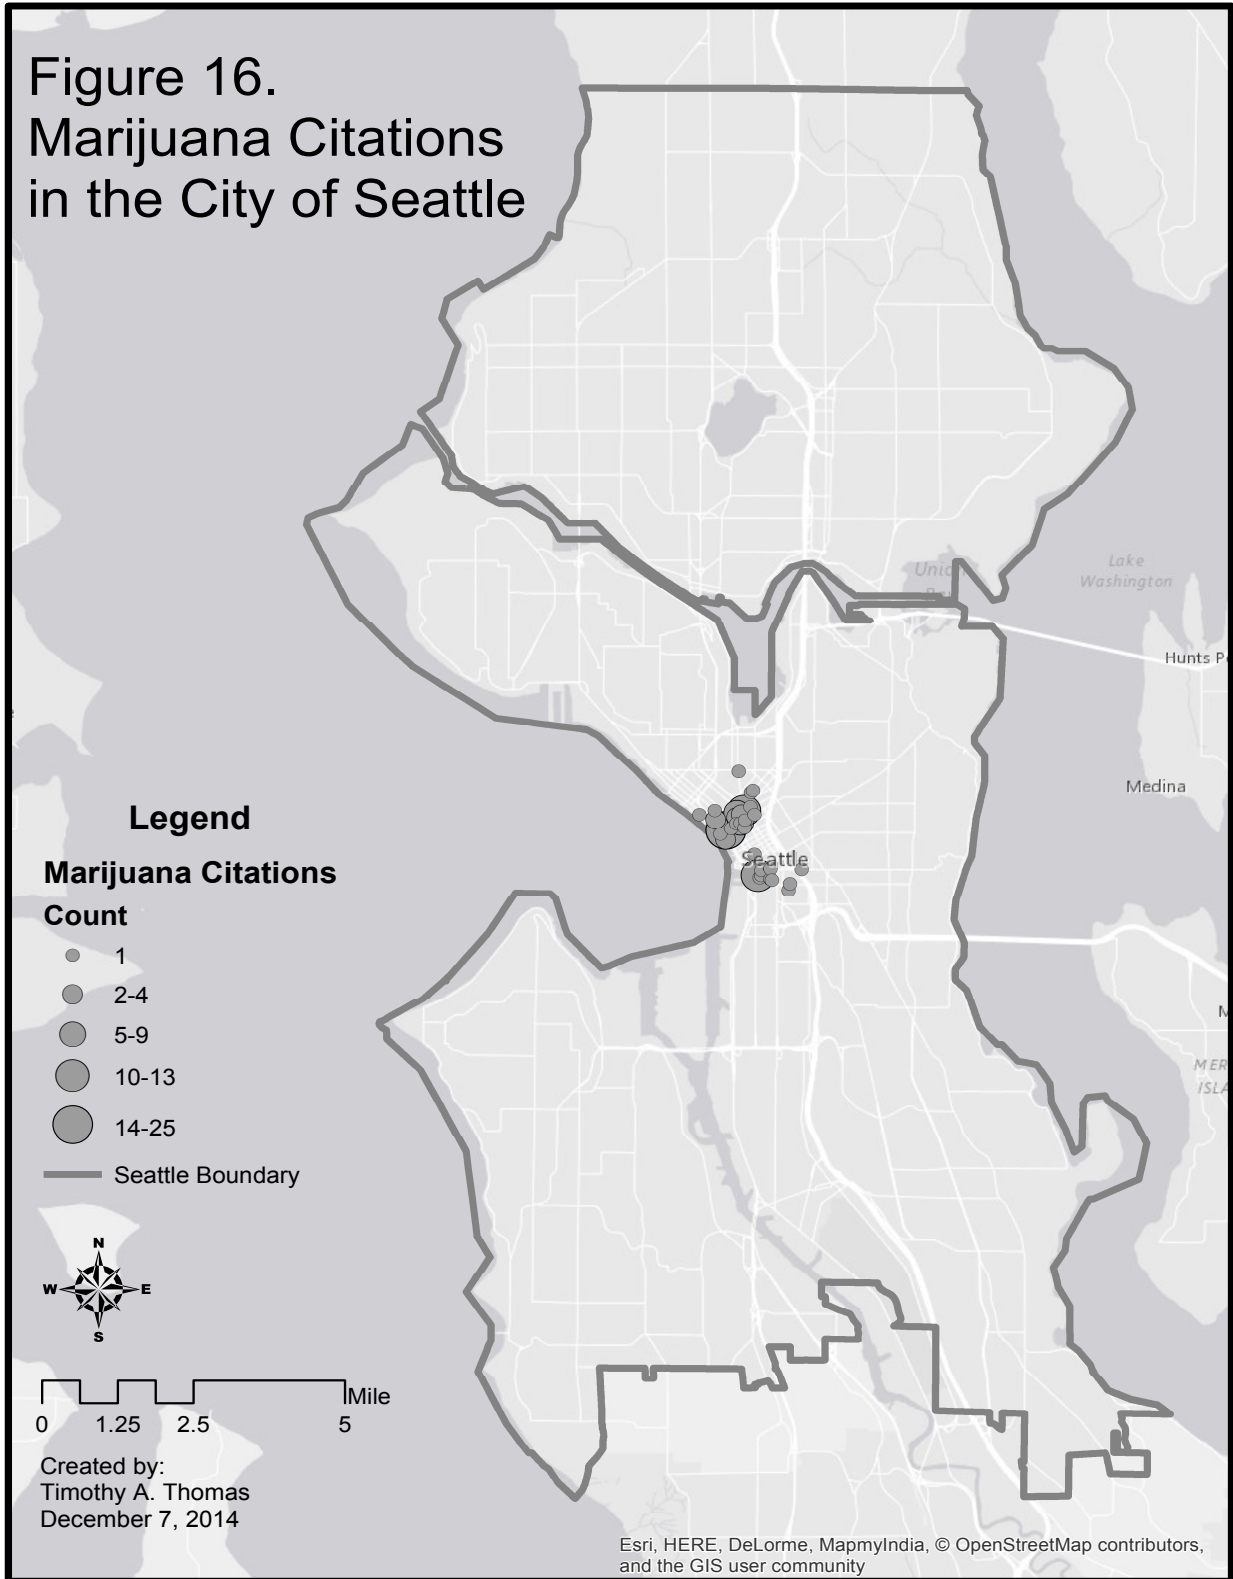 Figure 16.
Marijuana Citations
in the City of Seattle
Lake
Washington
Hunts P
Medina
Seattle
M
MER
ISLA
Legend
Marijuana Citations
Count
1
2-4
5-9
10-13
14-25
Seattle Boundary
N
W E
S
Mile
0 1.25 2.5 5
Created by:
Timothy A. Thomas
December 7, 2014
Esri, HERE, DeLorme, MapmyIndia, © OpenStreetMap contributors,
and the GIS user community